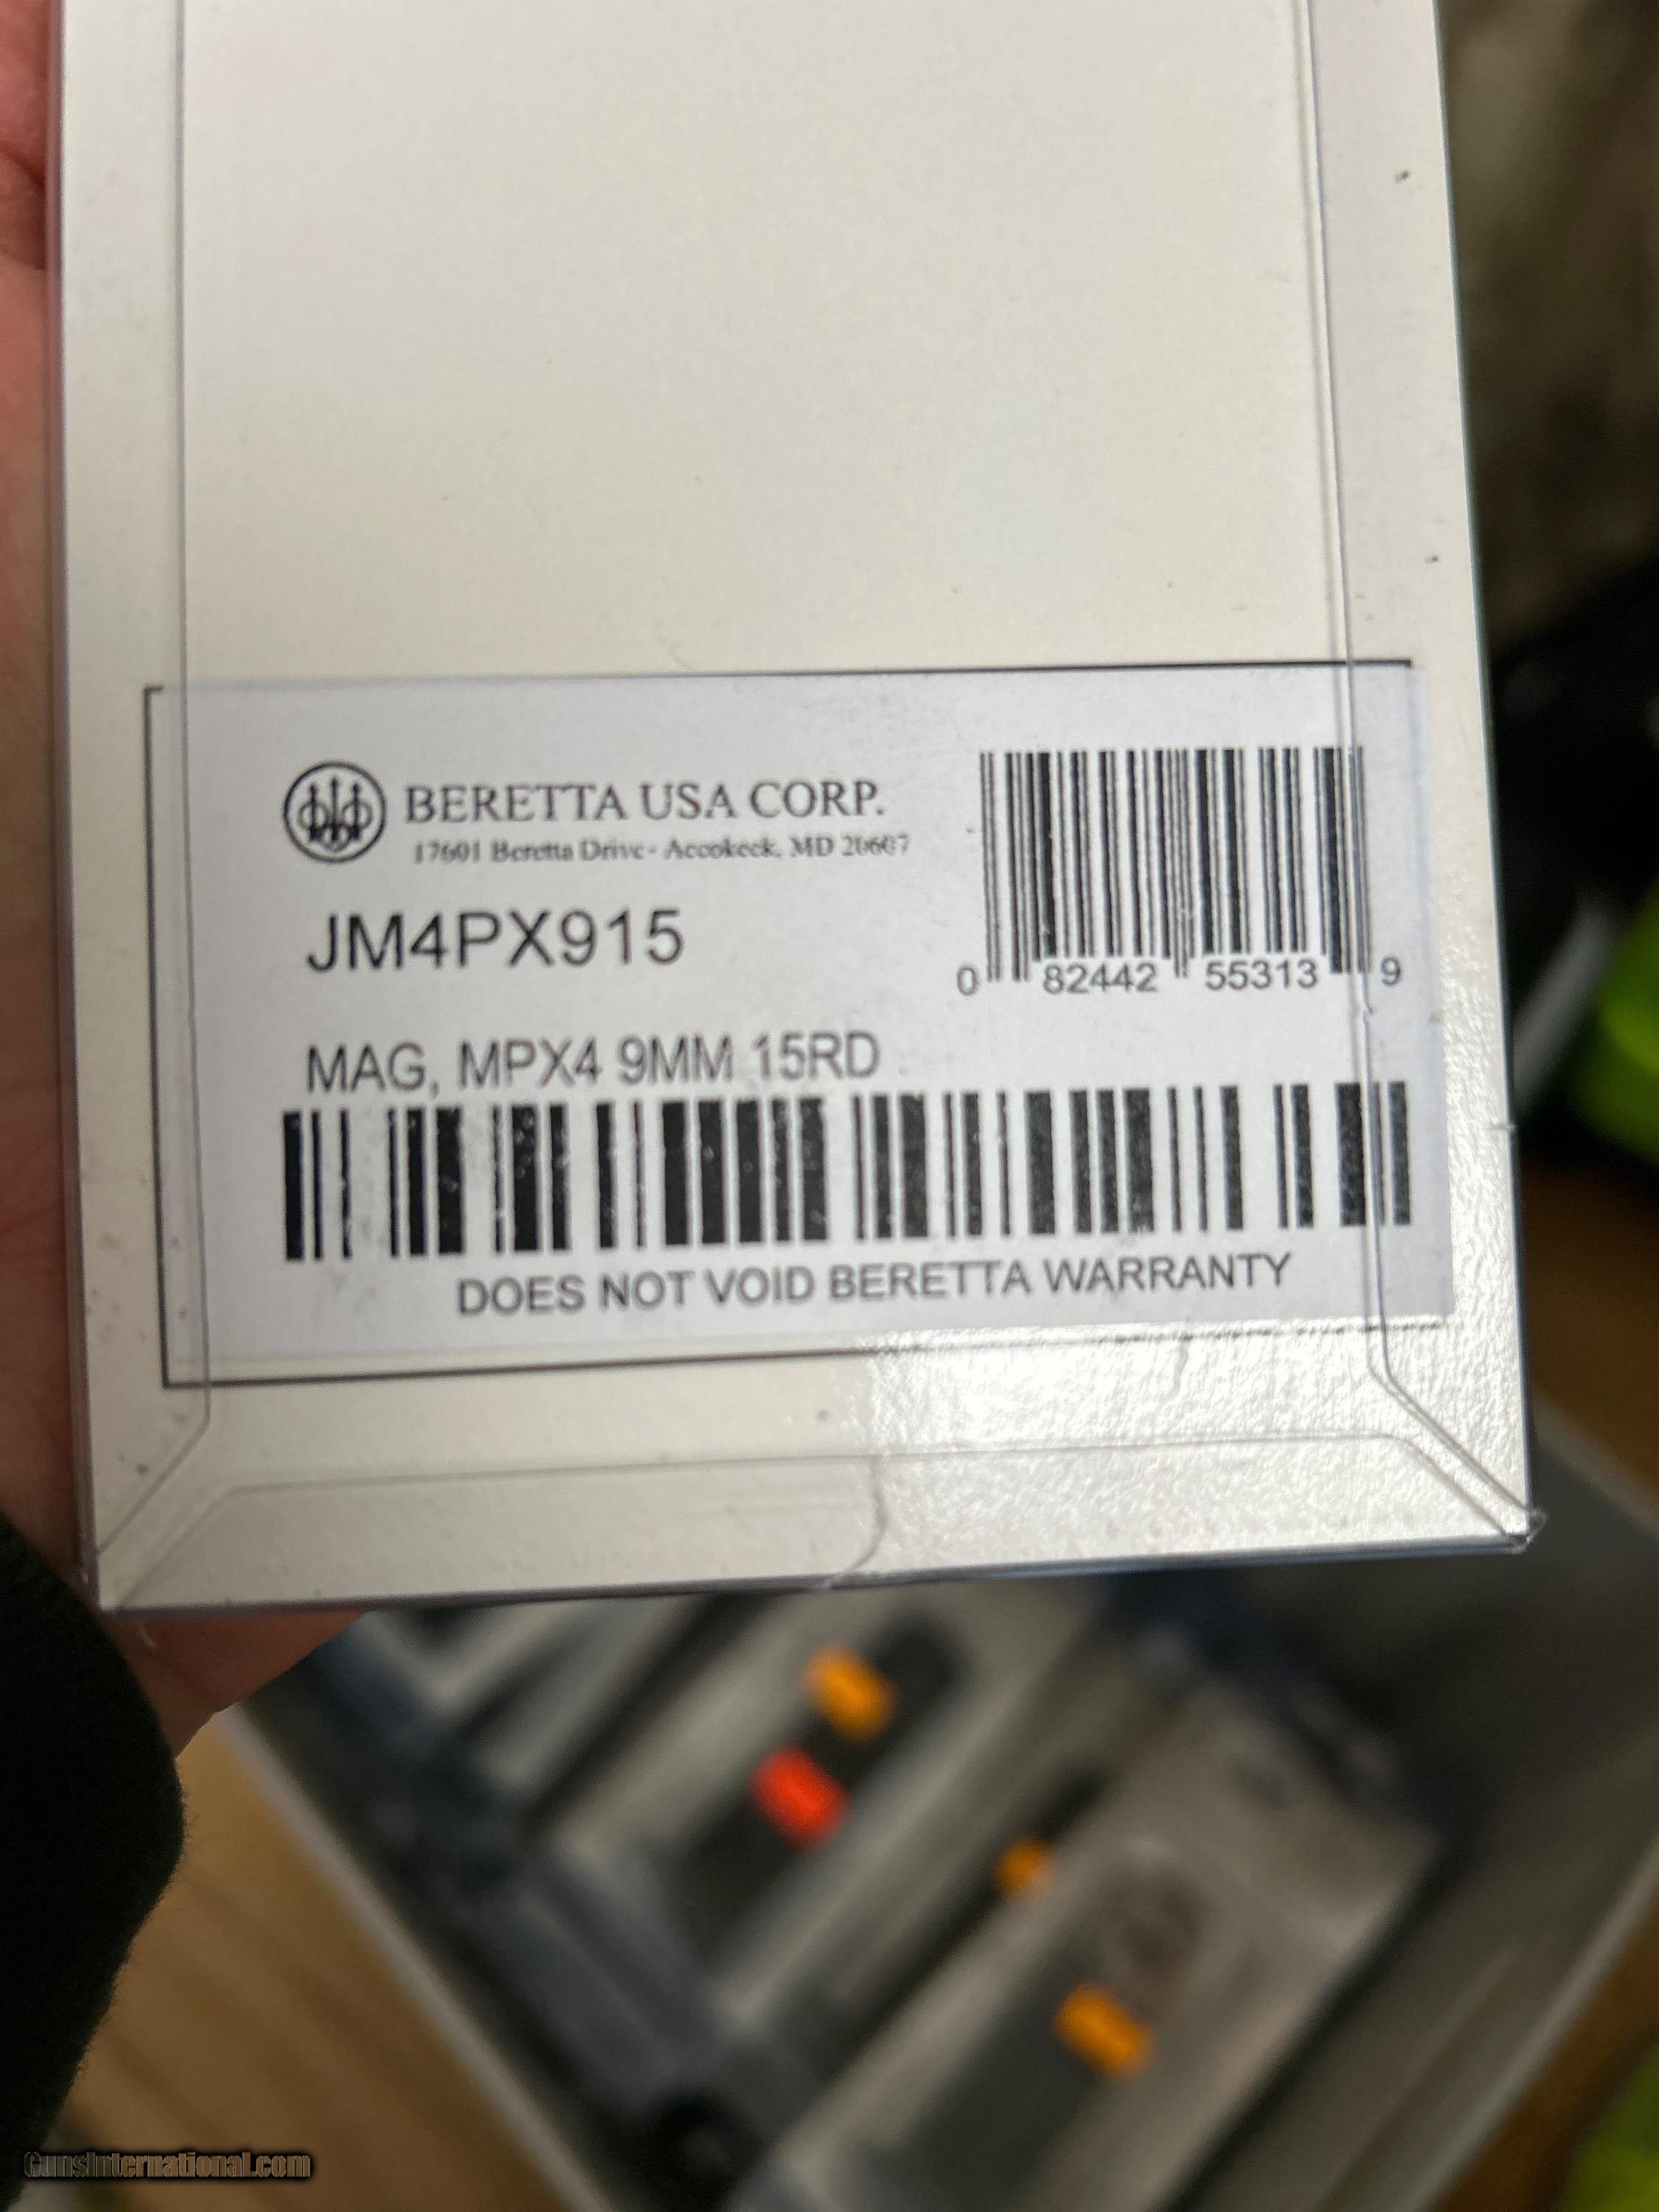 BERETTA USA CORP.
17601 Beretta Drive - Accokeek, MD 20607
JM4PX915
0 82442 55313 9
MAG, MPX4 9MM 15RD
DOES NOT VOID BERETTA WARRANTY
GunsInternational.com